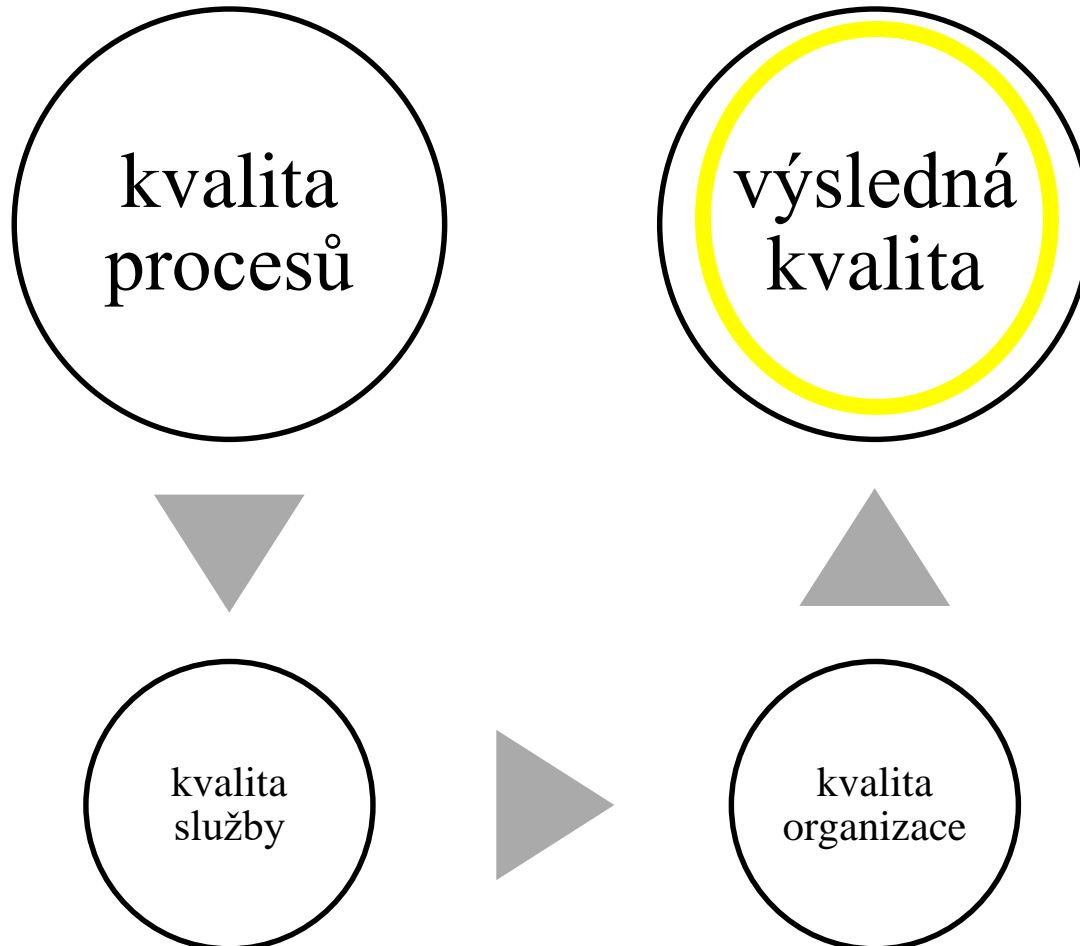 kvalita
procesů
výsledná
kvalita
kvalita
služby
kvalita
organizace